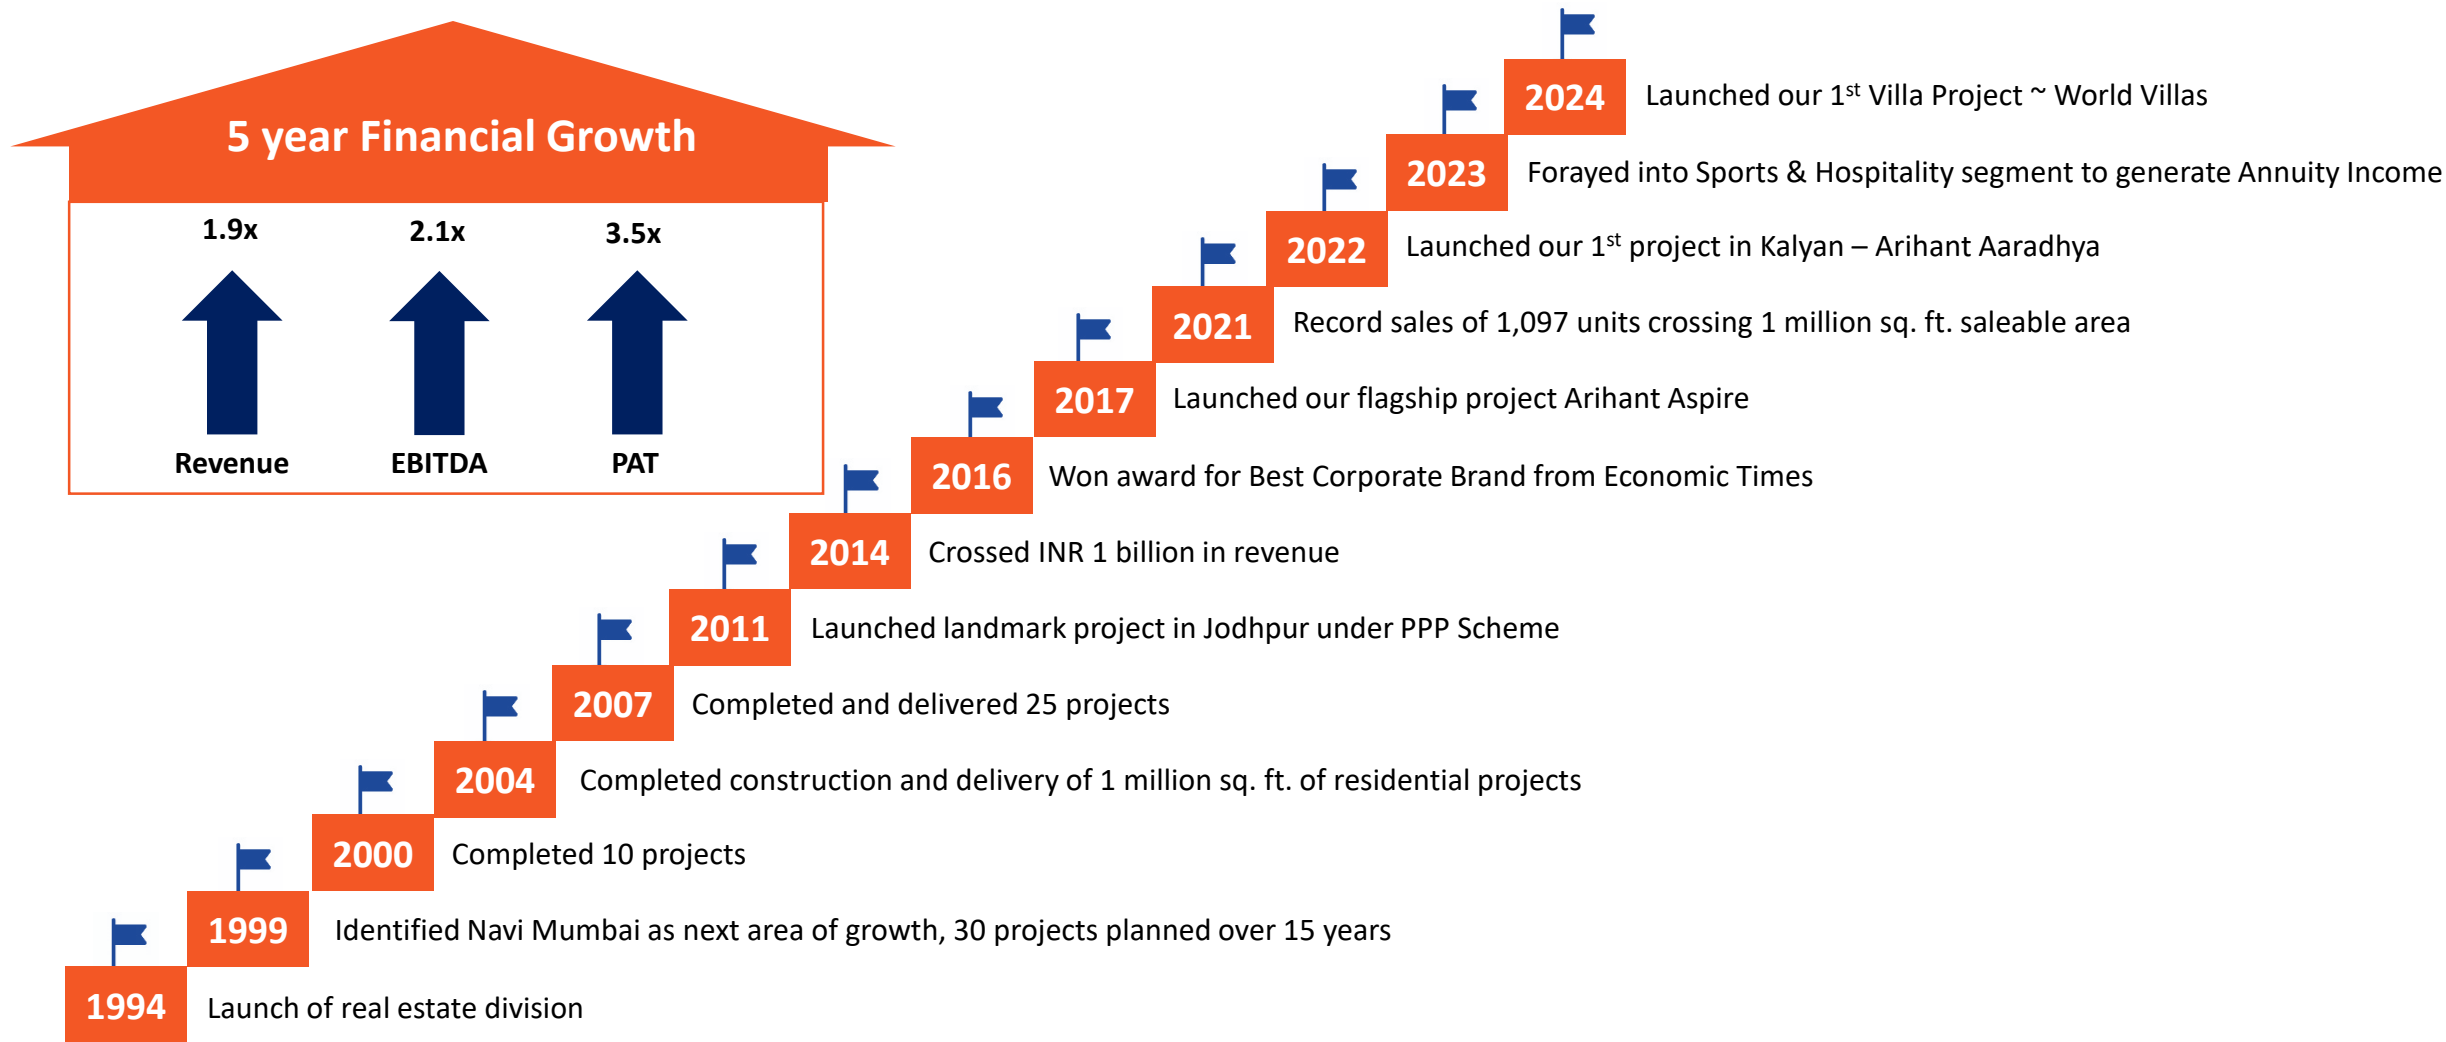 5 year Financial Growth
1.9x
2.1x
3.5x
Revenue
EBITDA
PAT
2024 Launched our 1st Villa Project ~ World Villas
2023 Forayed into Sports & Hospitality segment to generate Annuity Income
2022 Launched our 1st project in Kalyan – Arihant Aaradhya
2021 Record sales of 1,097 units crossing 1 million sq. ft. saleable area
2017 Launched our flagship project Arihant Aspire
2016 Won award for Best Corporate Brand from Economic Times
2014 Crossed INR 1 billion in revenue
2011 Launched landmark project in Jodhpur under PPP Scheme
2007 Completed and delivered 25 projects
2004 Completed construction and delivery of 1 million sq. ft. of residential projects
2000 Completed 10 projects
1999 Identified Navi Mumbai as next area of growth, 30 projects planned over 15 years
1994 Launch of real estate division